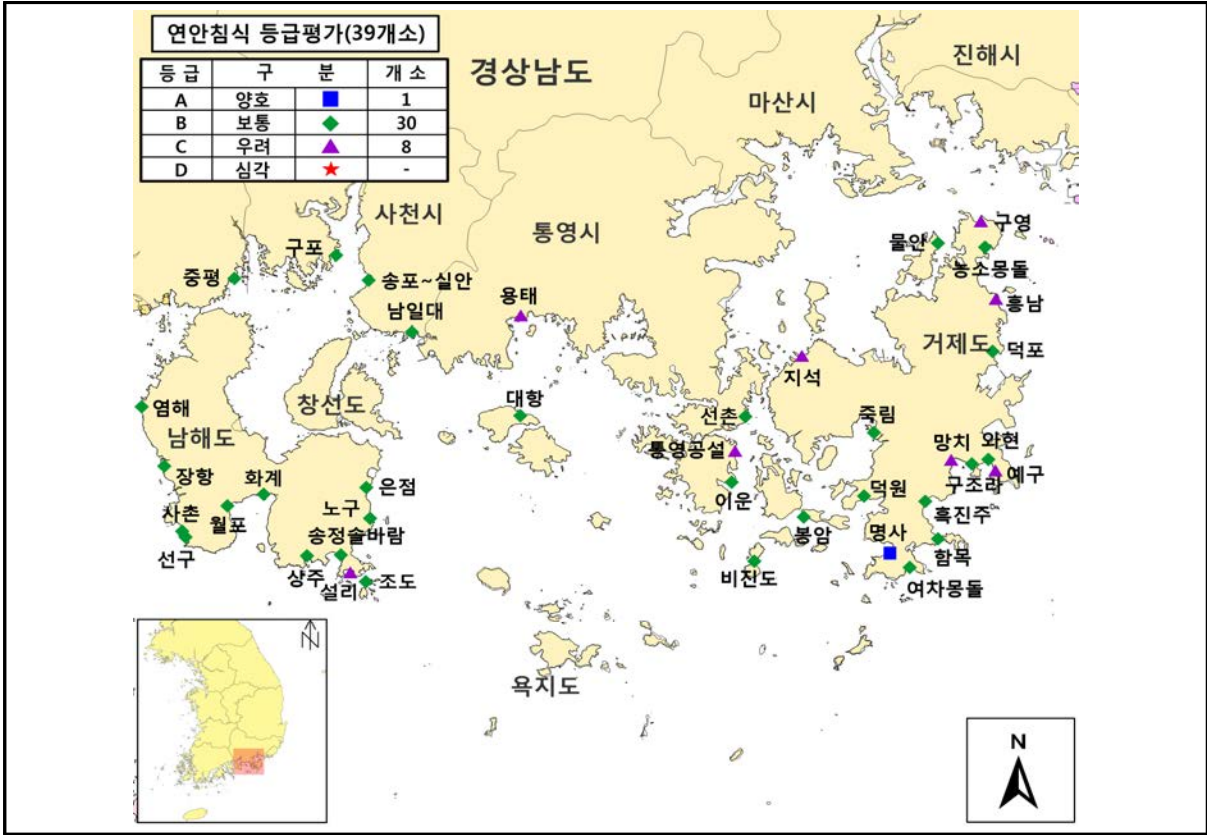 연안침식 등급평가(39개소)
등 급 구 분 개 소
A 양호 1
B 보통 30
C 우려 8
D 심각 -
경상남도
진해시
마산시
사천시
통영시
구포
중평
송포~실안
남일대
용태
물안
구영
농소몽돌
흥남
거제도
덕포
지석
창선도
대항
선촌
죽림
염해
남해도
통영공설
망치
와현
예구
구조라
장항
화계
은점
이운
덕원
흑진주
사촌
월포
노구
봉암
명사
함목
선구
송정솔바람
상주
설리
조도
비진도
여차몽돌
욕지도
N
N